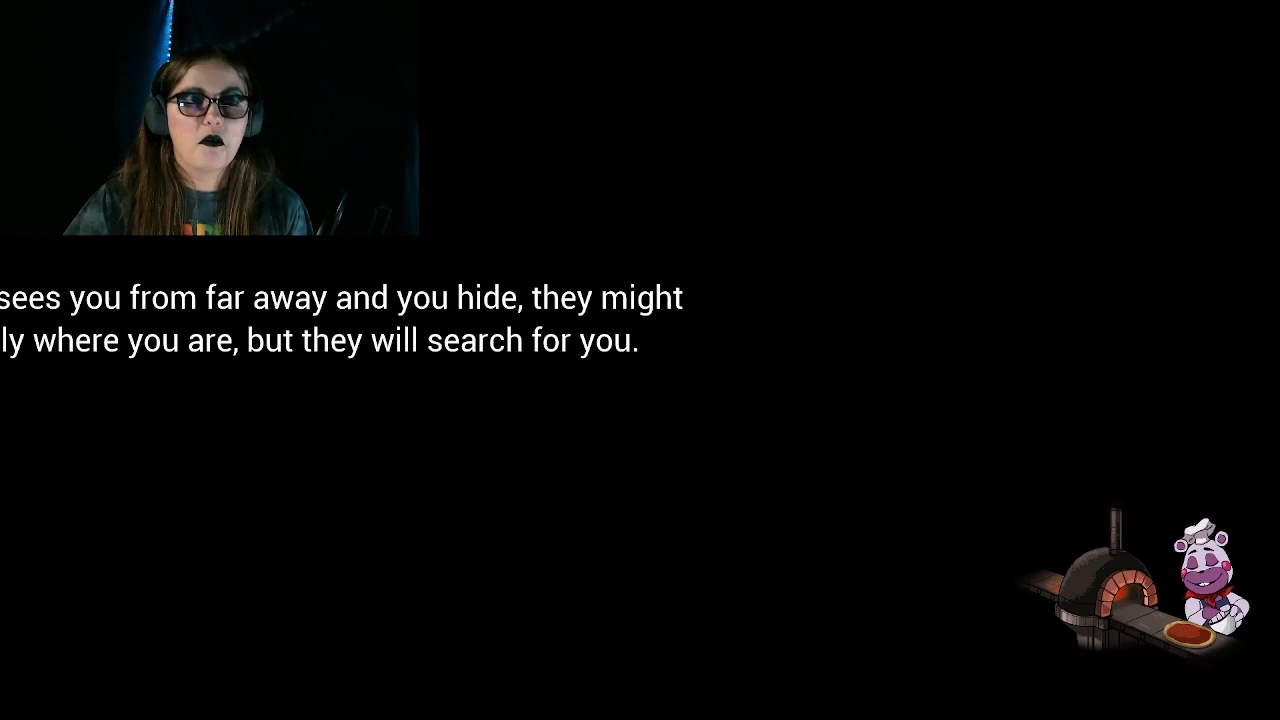 sees you from far away and you hide, they might
ly where you are, but they will search for you.